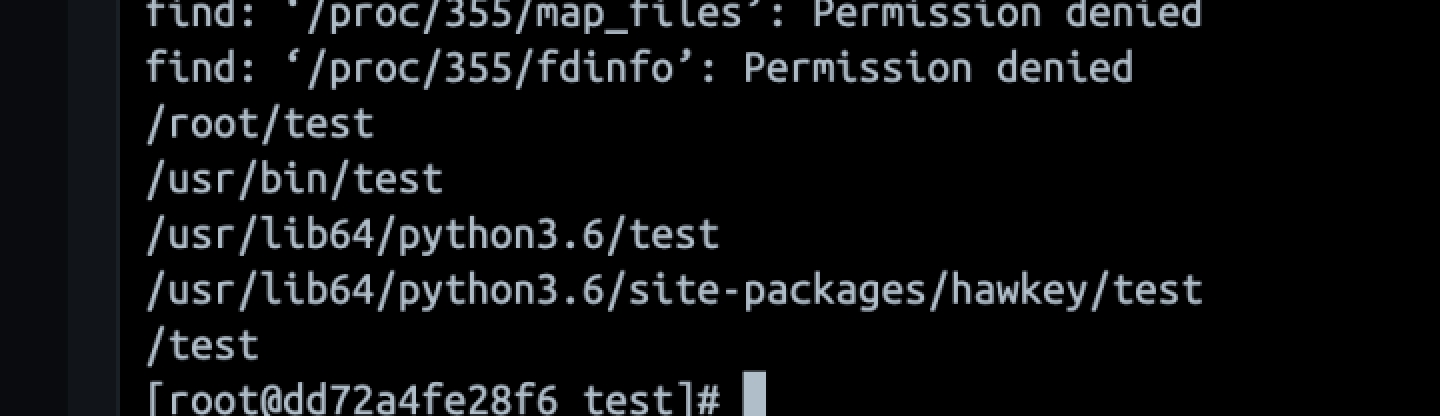 find: ‘/proc/355/map_files’: Permission denied
find: ‘/proc/355/fdinfo’: Permission denied
/root/test
/usr/bin/test
/usr/lib64/python3.6/test
/usr/lib64/python3.6/site-packages/hawkey/test
/test
[root@dd72a4fe28f6 test]#